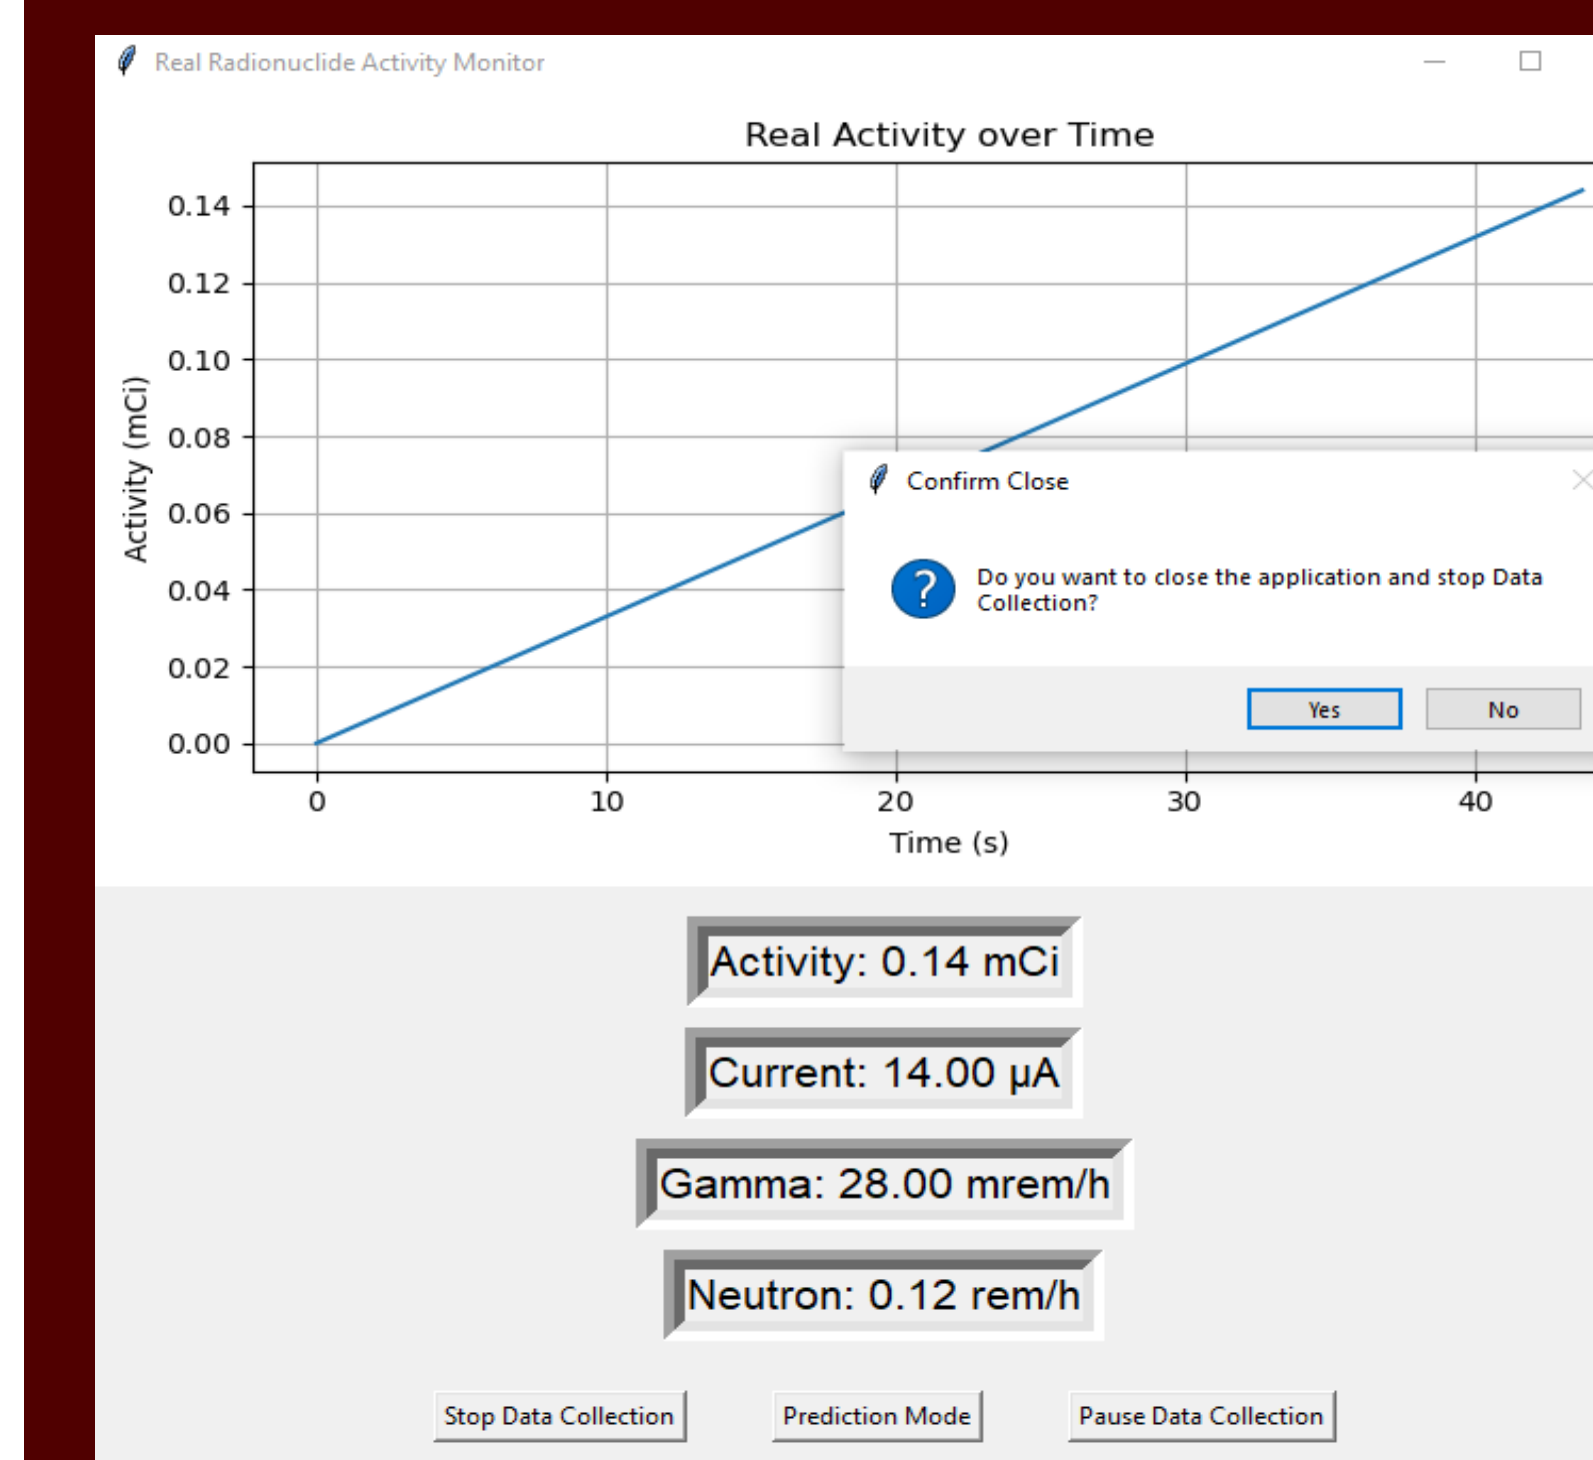 Real Radionuclide Activity Monitor
Real Activity over Time
0.14
0.12
0.10
0.08
0.06
0.04
0.02
0.00
Activity (mCi)
Confirm Close
?
Do you want to close the application and stop Data
Collection?
Yes No
0 10 20 30 40
Time (s)
Activity: 0.14 mCi
Current: 14.00 µA
Gamma: 28.00 mrem/h
Neutron: 0.12 rem/h
Stop Data Collection Prediction Mode Pause Data Collection